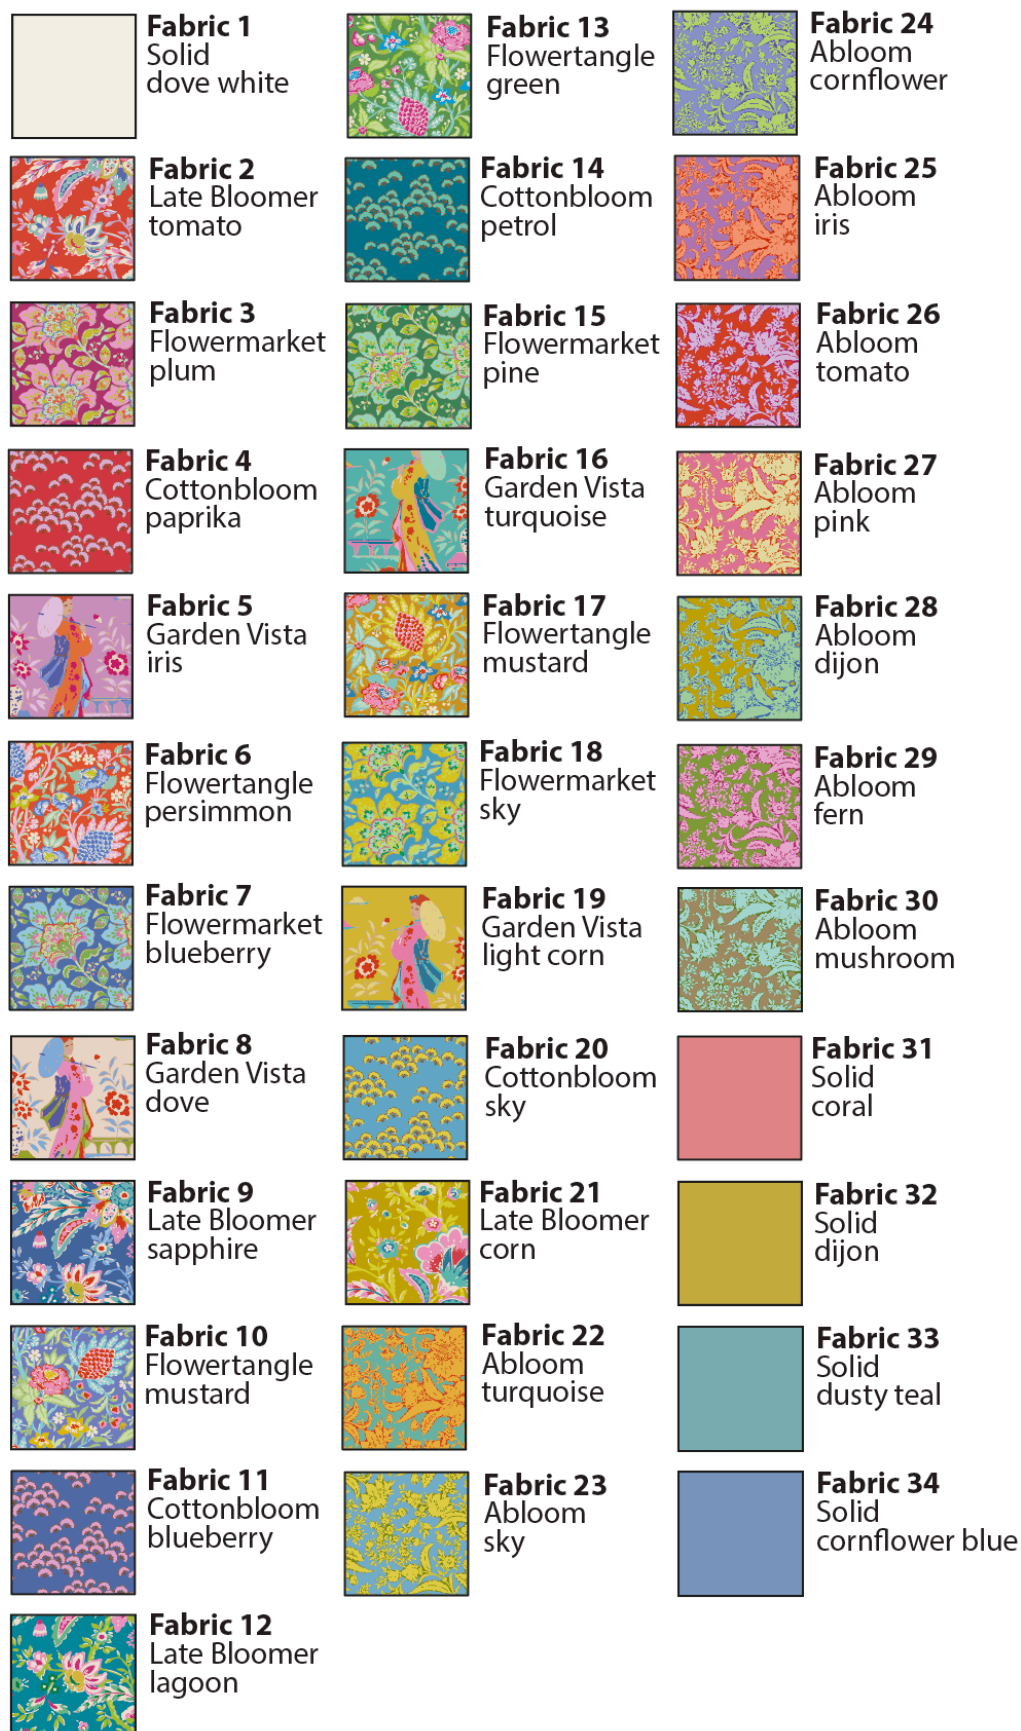 Fabric 1
Solid
dove white
Fabric 2
Late Bloomer
tomato
Fabric 3
Flowermarket
plum
Fabric 4
Cottonbloom
paprika
Fabric 5
Garden Vista
iris
Fabric 6
Flowertangle
persimmon
Fabric 7
Flowermarket
blueberry
Fabric 8
Garden Vista
dove
Fabric 9
Late Bloomer
sapphire
Fabric 10
Flowertangle
mustard
Fabric 11
Cottonbloom
blueberry
Fabric 12
Late Bloomer
lagoon
Fabric 13
Flowertangle
green
Fabric 14
Cottonbloom
petrol
Fabric 15
Flowermarket
pine
Fabric 16
Garden Vista
turquoise
Fabric 17
Flowertangle
mustard
Fabric 18
Flowermarket
sky
Fabric 19
Garden Vista
light corn
Fabric 20
Cottonbloom
sky
Fabric 21
Late Bloomer
corn
Fabric 22
Abloom
turquoise
Fabric 23
Abloom
sky
Fabric 24
Abloom
cornflower
Fabric 25
Abloom
iris
Fabric 26
Abloom
tomato
Fabric 27
Abloom
pink
Fabric 28
Abloom
dijon
Fabric 29
Abloom
fern
Fabric 30
Abloom
mushroom
Fabric 31
Solid
coral
Fabric 32
Solid
dijon
Fabric 33
Solid
dusty teal
Fabric 34
Solid
cornflower blue